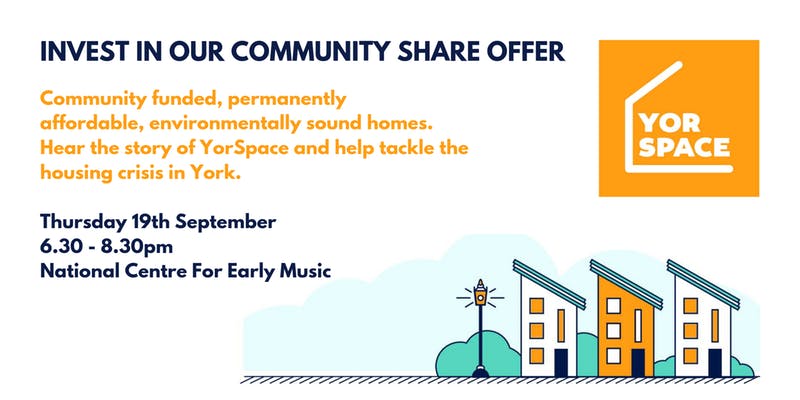 INVEST IN OUR COMMUNITY SHARE OFFER
Community funded, permanently
affordable, environmentally sound homes.
Hear the story of YorSpace and help tackle the
housing crisis in York.
Thursday 19th September
6.30 - 8.30pm
National Centre For Early Music
YOR
SPACE